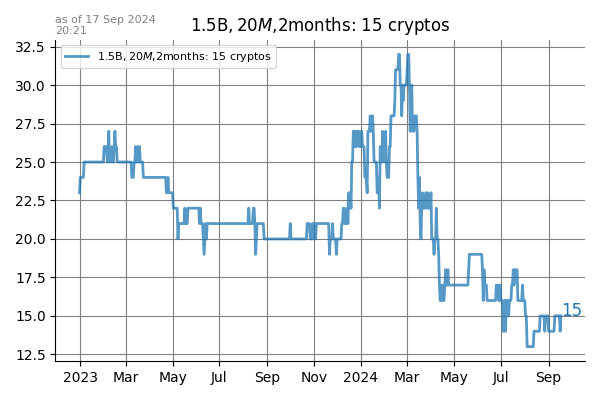 as of 17 Sep 2024
20:21
1.5B, 20M,2months: 15 cryptos
1.5B, 20M,2months: 15 cryptos
32.5
30.0
27.5
25.0
22.5
20.0
17.5
15.0
12.5
15
2023 Mar May Jul Sep Nov 2024 Mar May Jul Sep